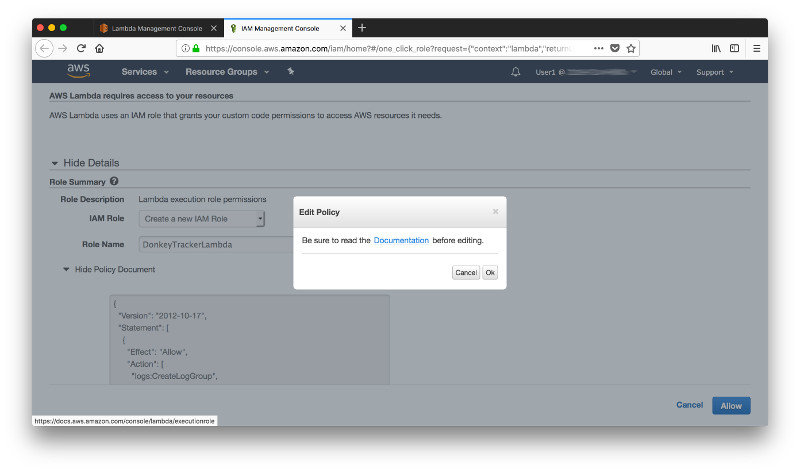 Lambda Management Console
IAM Management Console
https://console.aws.amazon.com/iam/home?#/one_click_role?request={"context":"lambda","return
aws
Services
Resource Groups
User1 @
Global
Support
AWS Lambda requires access to your resources
AWS Lambda uses an IAM role that grants your custom code permissions to access AWS resources it needs.
Hide Details
Role Summary ?
Role Description Lambda execution role permissions
IAM Role Create a new IAM Role
Role Name DonkeyTrackerLambda
Hide Policy Document
{
"Version": "2012-10-17",
"Statement": [
{
"Effect": "Allow",
"Action": [
"logs:CreateLogGroup",
Edit Policy
Be sure to read the Documentation before editing.
Cancel Ok
Cancel Allow
https://docs.aws.amazon.com/console/lambda/executionrole